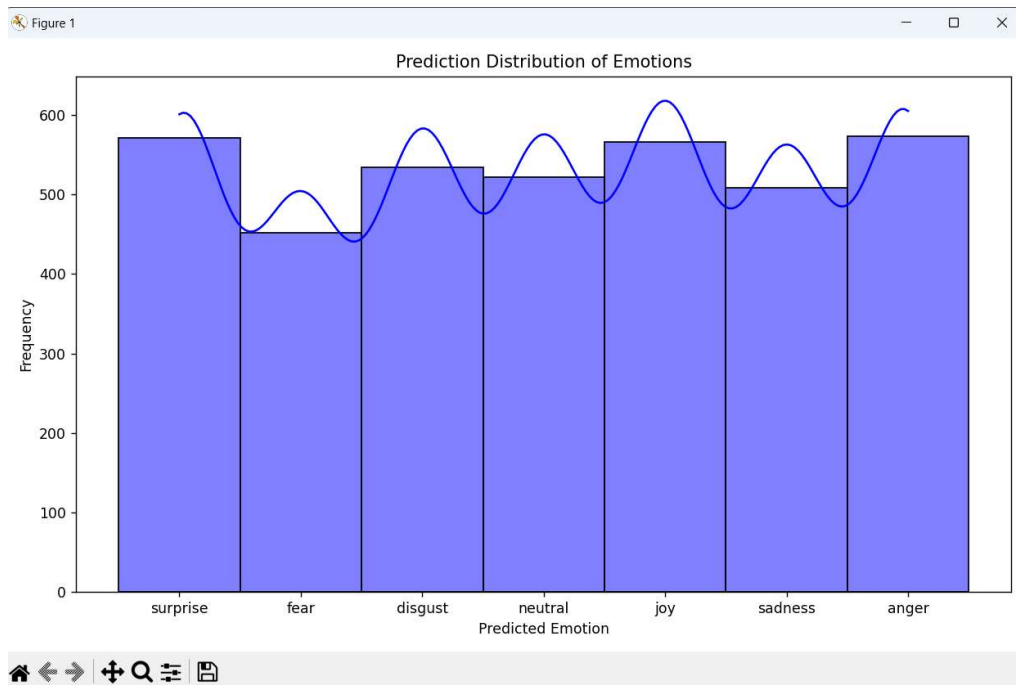 Figure 1
Prediction Distribution of Emotions
600
500
400
300
200
100
0
Frequency
surprise fear disgust neutral joy sadness anger
Predicted Emotion